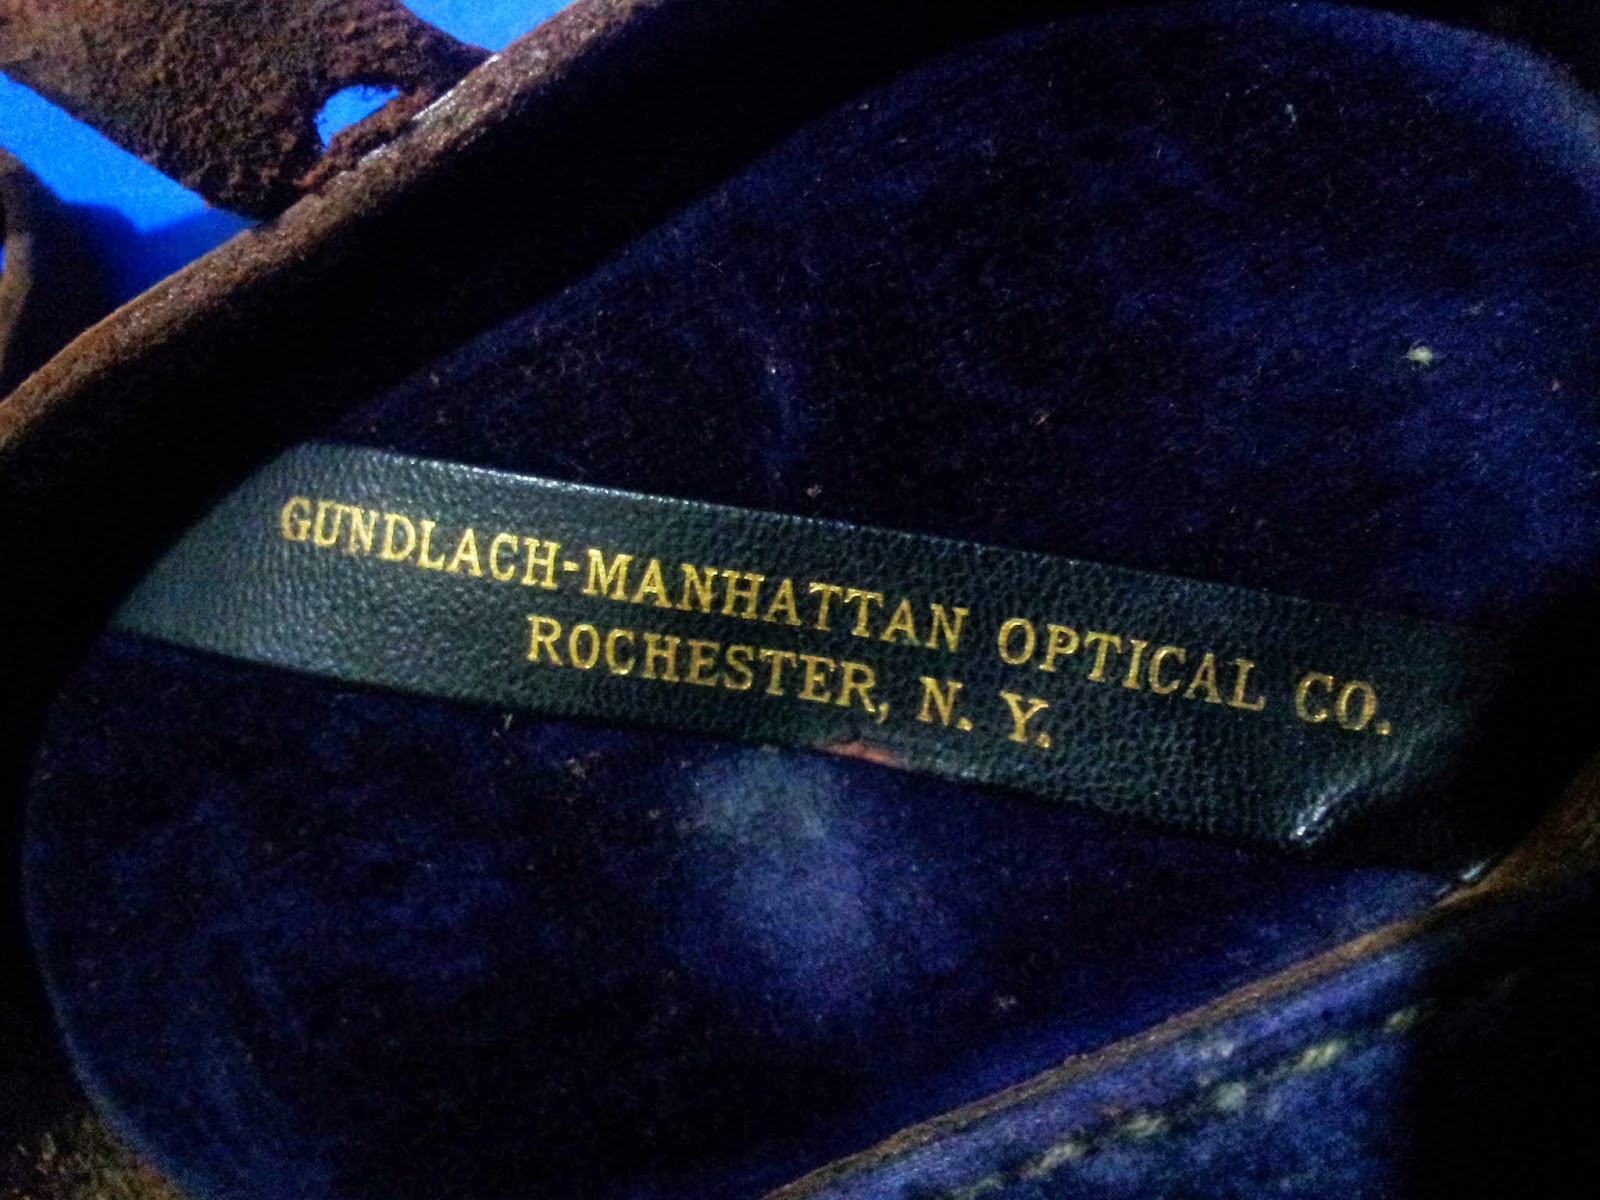 GUNDLACH-MANHATTAN OPTICAL CO.
ROCHESTER, N. Y.